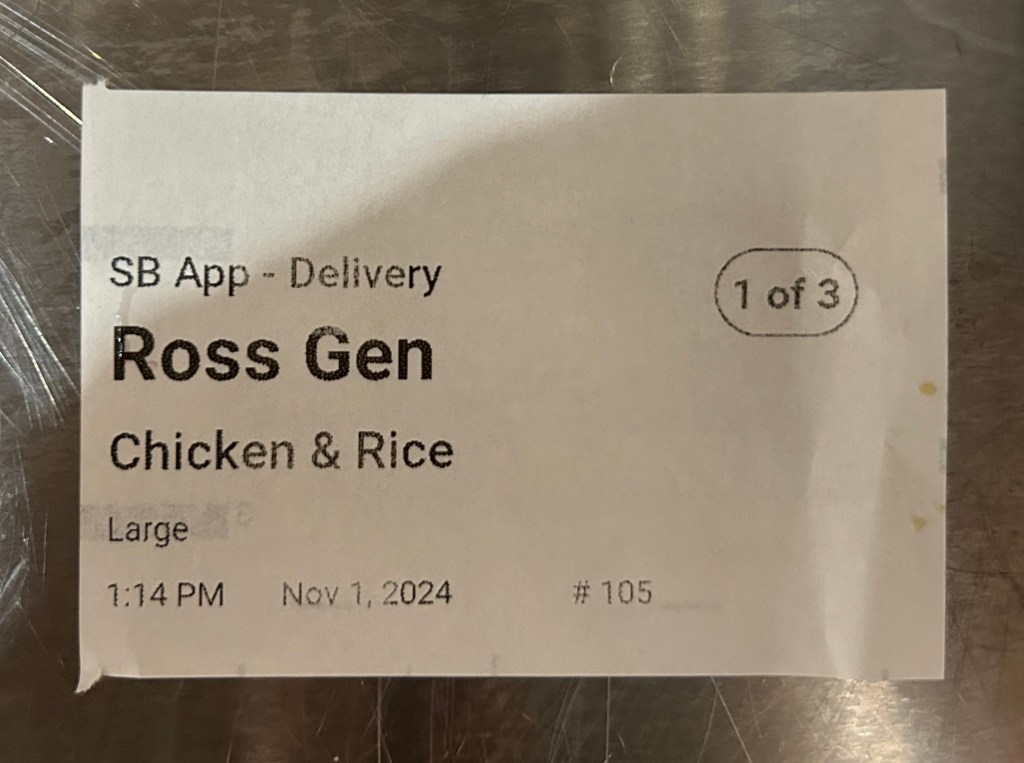 SB App - Delivery
1 of 3
Ross Gen
Chicken & Rice
Large
1:14 PM Nov 1, 2024 # 105